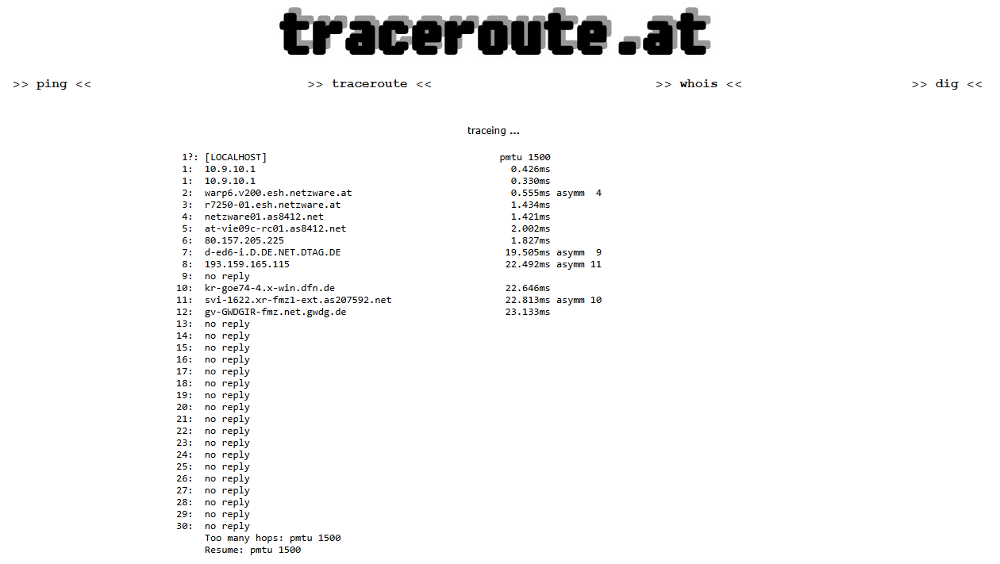 traceroute.at
>> ping << >> traceroute << >> whois << >> dig <<
traceing ...
1?: [LOCALHOST] pmtu 1500
1: 10.9.10.1 0.426ms
1: 10.9.10.1 0.330ms
2: warp6.v200.esh.netzware.at 0.555ms asymm 4
3: r7250-01.esh.netzware.at 1.434ms
4: netzware01.as8412.net 1.421ms
5: at-vie09c-rc01.as8412.net 2.002ms
6: 80.157.205.225 1.827ms
7: d-ed6-i.D.DE.NET.DTAG.DE 19.505ms asymm 9
8: 193.159.165.115 22.492ms asymm 11
9: no reply
10: kr-goe74-4.x-win.dfn.de 22.646ms
11: svi-1622.xr-fmz1-ext.as207592.net 22.813ms asymm 10
12: gv-GWDGIR-fmz.net.gwdg.de 23.133ms
13: no reply
14: no reply
15: no reply
16: no reply
17: no reply
18: no reply
19: no reply
20: no reply
21: no reply
22: no reply
23: no reply
24: no reply
25: no reply
26: no reply
27: no reply
28: no reply
29: no reply
30: no reply
Too many hops: pmtu 1500
Resume: pmtu 1500